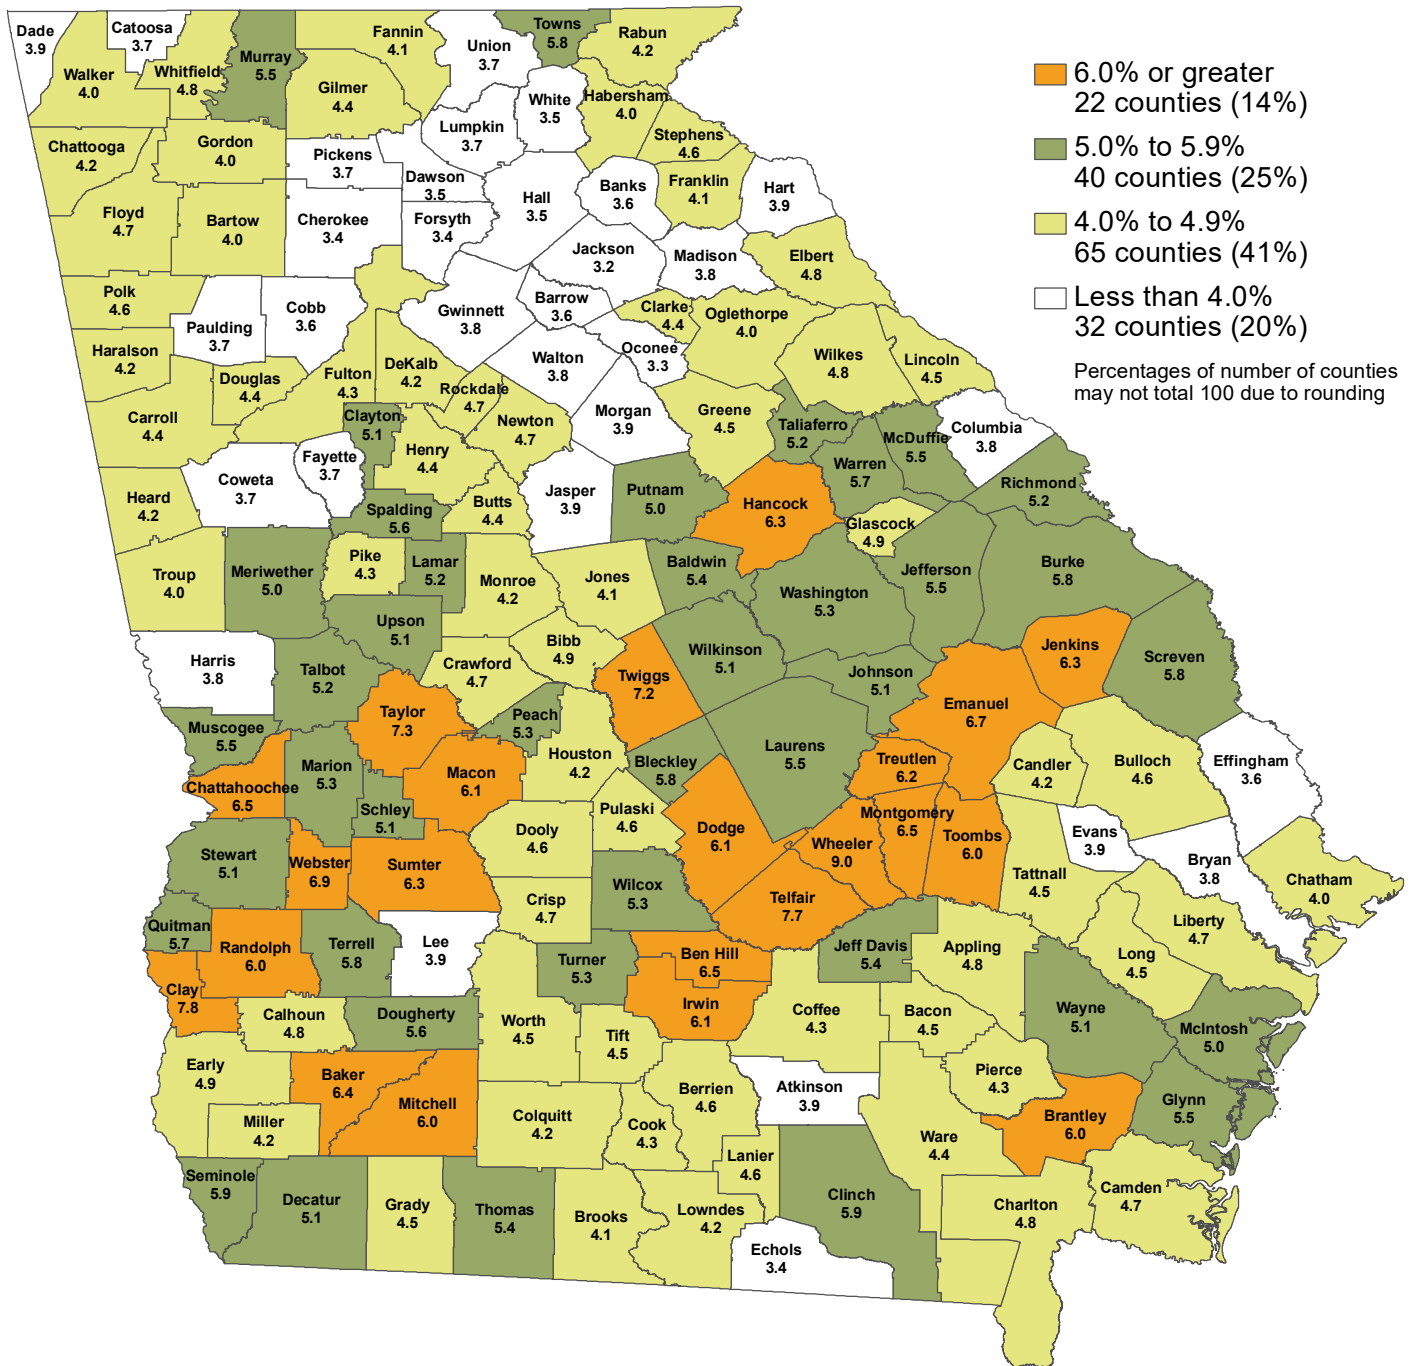 Dade
3.9
Catoosa
3.7
Walker
4.0
Whitfield
4.8
Murray
5.5
Fannin
4.1
Gilmer
4.4
Union
3.7
Towns
5.8
Rabun
4.2
White
3.5
Habersham
4.0
Lumpkin
3.7
Stephens
4.6
Chattooga
4.2
Gordon
4.0
Pickens
3.7
Dawson
3.5
Hall
3.5
Banks
3.6
Franklin
4.1
Hart
3.9
Floyd
4.7
Bartow
4.0
Cherokee
3.4
Forsyth
3.4
Jackson
3.2
Madison
3.8
Elbert
4.8
Polk
4.6
Paulding
3.7
Cobb
3.6
Gwinnett
3.8
Barrow
3.6
Clarke
4.4
Oglethorpe
4.0
Oconee
3.3
Wilkes
4.8
Lincoln
4.5
Haralson
4.2
Douglas
4.4
Fulton
4.3
DeKalb
4.2
Rockdale
4.7
Walton
3.8
Morgan
3.9
Greene
4.5
Carroll
4.4
Clayton
5.1
Newton
4.7
Henry
4.4
Taliaferro
5.2
McDuffie
5.5
Columbia
3.8
Warren
5.7
Richmond
5.2
Fayette
3.7
Coweta
3.7
Heard
4.2
Spalding
5.6
Butts
4.4
Jasper
3.9
Putnam
5.0
Hancock
6.3
Glascock
4.9
Troup
4.0
Meriwether
5.0
Pike
4.3
Lamar
5.2
Monroe
4.2
Jones
4.1
Baldwin
5.4
Washington
5.3
Jefferson
5.5
Burke
5.8
Upson
5.1
Bibb
4.9
Harris
3.8
Talbot
5.2
Crawford
4.7
Twiggs
7.2
Wilkinson
5.1
Johnson
5.1
Jenkins
6.3
Screven
5.8
Emanuel
6.7
Muscogee
5.5
Taylor
7.3
Peach
5.3
Houston
4.2
Bleckley
5.8
Laurens
5.5
Treutlen
6.2
Candler
4.2
Bulloch
4.6
Effingham
3.6
Chattahoochee
6.5
Marion
5.3
Macon
6.1
Schley
5.1
Dooly
4.6
Pulaski
4.6
Dodge
6.1
Wheeler
9.0
Montgomery
6.5
Toombs
6.0
Evans
3.9
Bryan
3.8
Chatham
4.0
Stewart
5.1
Webster
6.9
Sumter
6.3
Crisp
4.7
Wilcox
5.3
Telfair
7.7
Tattnall
4.5
Liberty
4.7
Long
4.5
Quitman
5.7
Randolph
6.0
Terrell
5.8
Lee
3.9
Turner
5.3
Ben Hill
6.5
Jeff Davis
5.4
Appling
4.8
Clay
7.8
Calhoun
4.8
Dougherty
5.6
Worth
4.5
Tift
4.5
Irwin
6.1
Coffee
4.3
Bacon
4.5
Wayne
5.1
McIntosh
5.0
Early
4.9
Baker
6.4
Mitchell
6.0
Miller
4.2
Colquitt
4.2
Cook
4.3
Berrien
4.6
Atkinson
3.9
Pierce
4.3
Brantley
6.0
Glynn
5.5
Ware
4.4
Seminole
5.9
Decatur
5.1
Grady
4.5
Thomas
5.4
Brooks
4.1
Lowndes
4.2
Lanier
4.6
Clinch
5.9
Echols
3.4
Charlton
4.8
Camden
4.7
6.0% or greater
22 counties (14%)
5.0% to 5.9%
40 counties (25%)
4.0% to 4.9%
65 counties (41%)
Less than 4.0%
32 counties (20%)
Percentages of number of counties
may not total 100 due to rounding